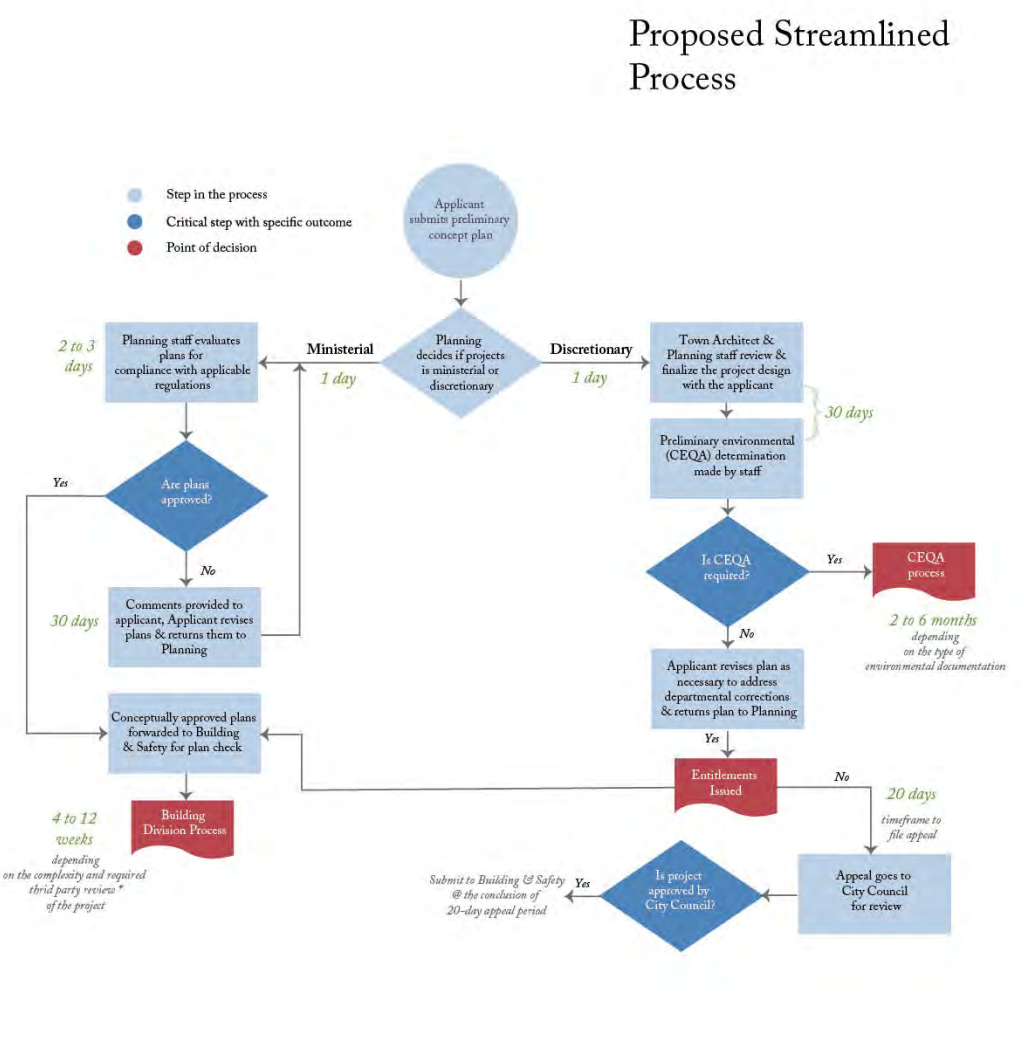 Proposed Streamlined
Process
Step in the process
Critical step with specific outcome
Point of decision
Applicant
submits preliminary
concept plan
Planning
decides if projects
is ministerial or
discretionary
Ministerial
1 day
Discretionary
1 day
2 to 3
days
Planning staff evaluates
plans for
compliance with applicable
regulations
Are plans
approved?
Yes
No
30 days
Comments provided to
applicant, Applicant revises
plans & returns them to
Planning
Conceptually approved plans
forwarded to Building
& Safety for plan check
Building
Division Process
4 to 12
weeks
depending
on the complexity and required
thrid party review *
of the project
Town Architect &
Planning staff review &
finalize the project design
with the applicant
30 days
Preliminary environmental
(CEQA) determination
made by staff
Is CEQA
required?
Yes
CEQA
process
2 to 6 months
depending
on the type of
environmental documentation
No
Applicant revises plan as
necessary to address
departmental corrections
& returns plan to Planning
Yes
Entitlements
Issued
No
20 days
timeframe to
file appeal
Appeal goes to
City Council
for review
Is project
approved by
City Council?
Yes
Submit to Building & Safety
@ the conclusion of
20-day appeal period